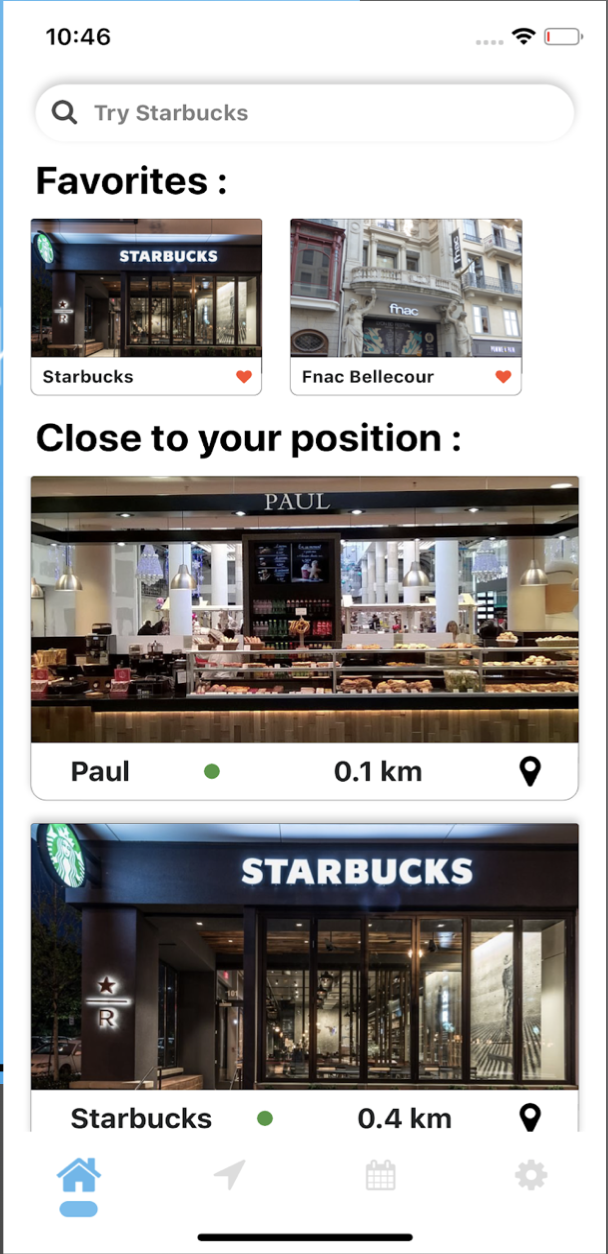 10:46
Try Starbucks
Favorites :
STARBUCKS
R
fnac
fnac
Starbucks
Fnac Bellecour
Close to your position :
PAUL
Paul
0.1 km
STARBUCKS
R
Starbucks
0.4 km